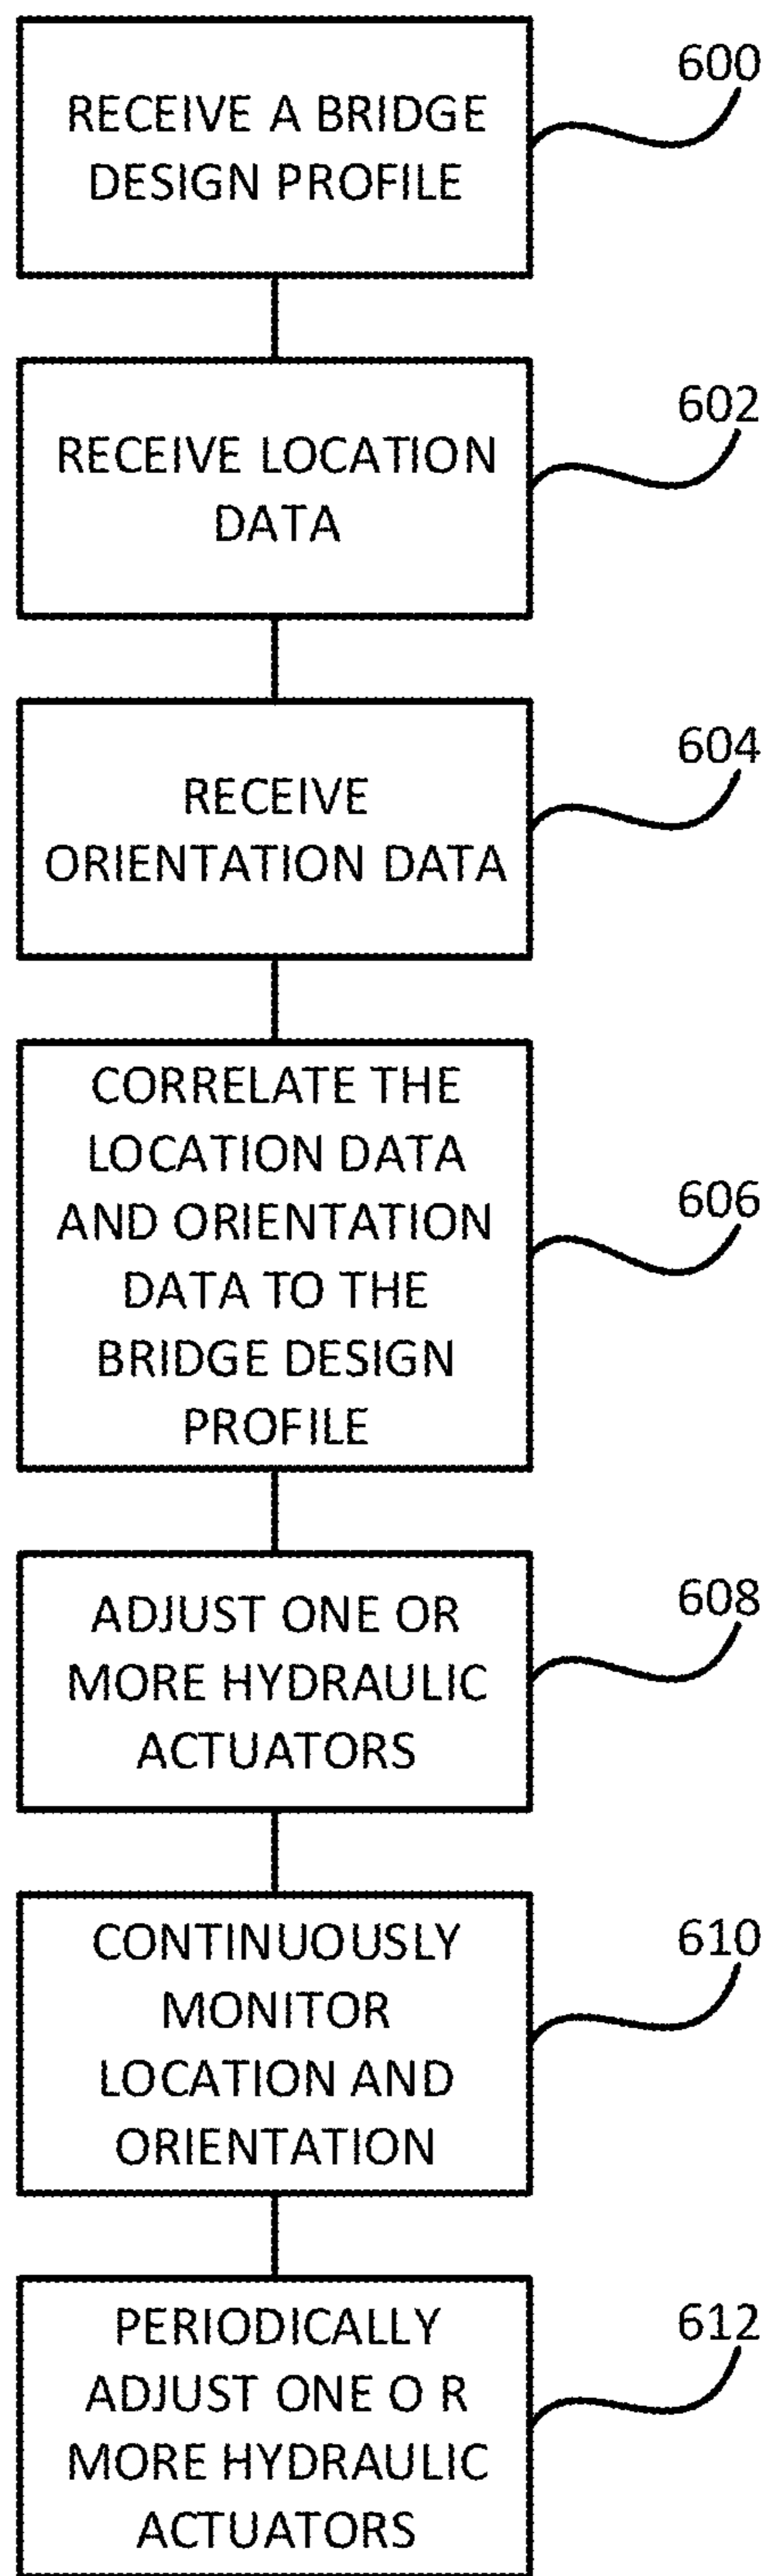 RECEIVE A BRIDGE
DESIGN PROFILE
600
RECEIVE LOCATION
DATA
602
RECEIVE
ORIENTATION DATA
604
CORRELATE THE
LOCATION DATA
AND ORIENTATION
DATA TO THE
BRIDGE DESIGN
PROFILE
606
ADJUST ONE OR
MORE HYDRAULIC
ACTUATORS
608
CONTINUOUSLY
MONITOR
LOCATION AND
ORIENTATION
610
PERIODICALLY
ADJUST ONE O R
MORE HYDRAULIC
ACTUATORS
612